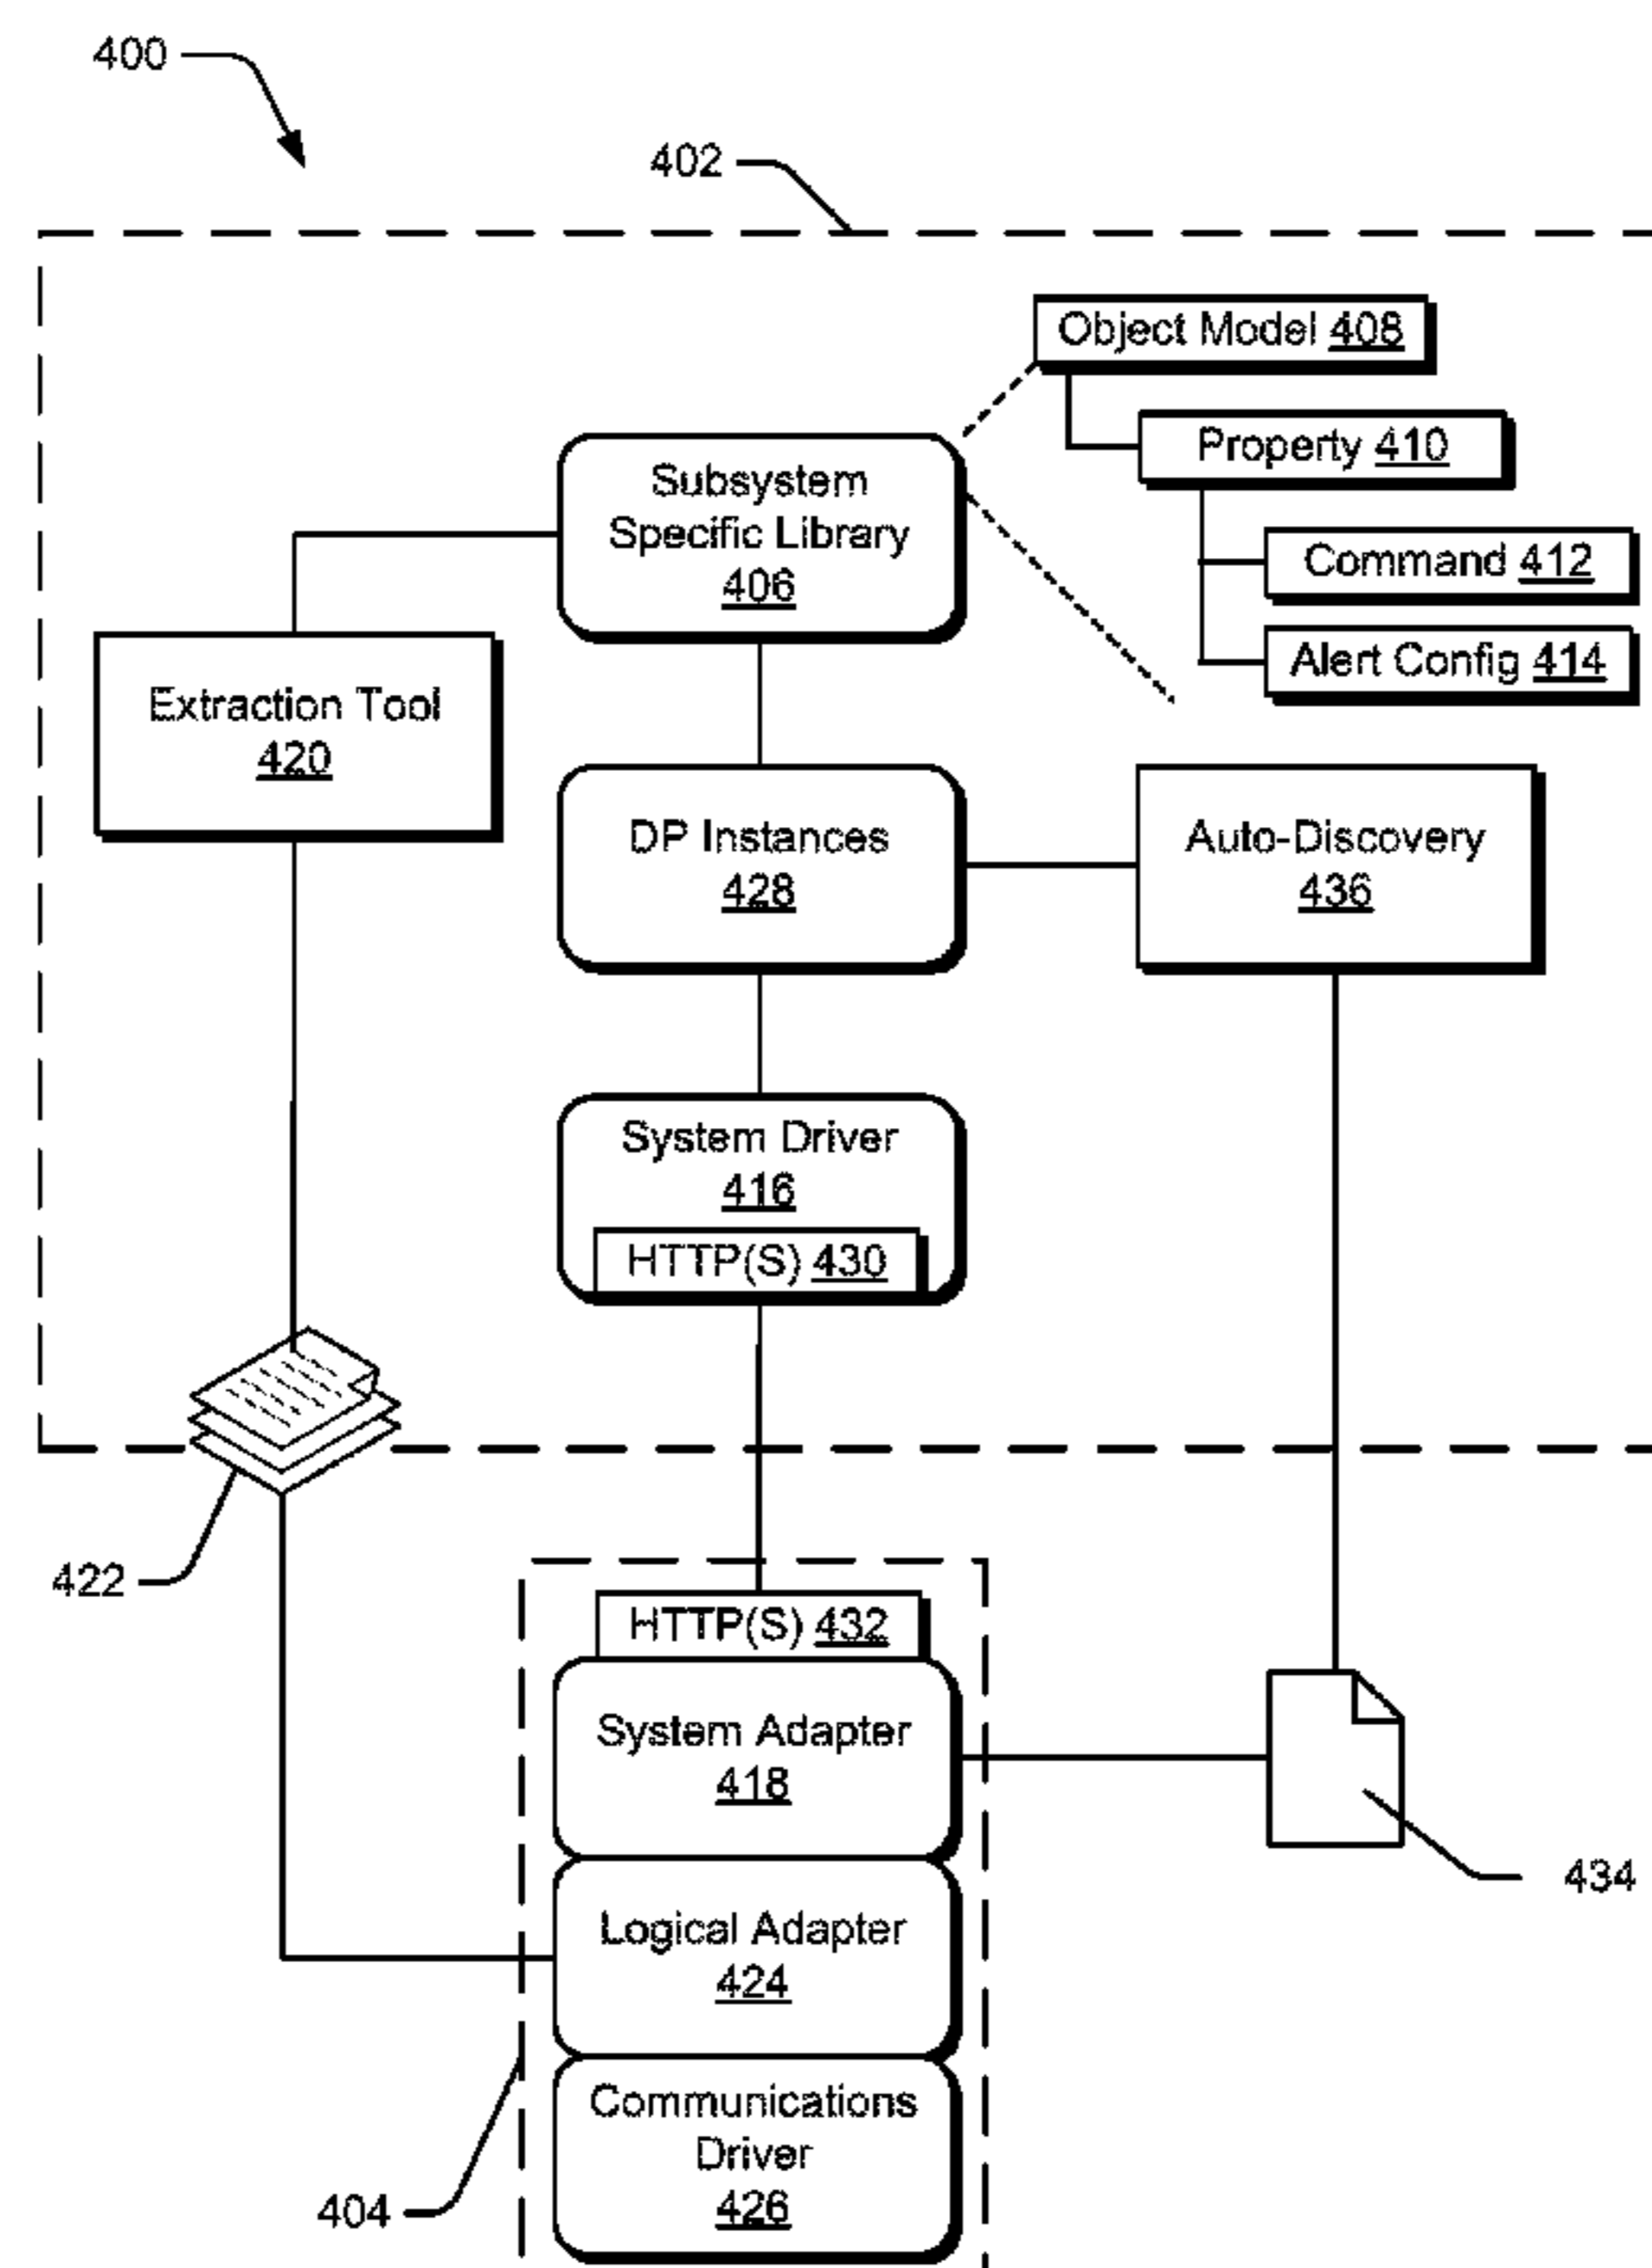 400
402
Object Model 408
Property 410
Command 412
Alert Config 414
Subsystem
Specific Library
406
Extraction Tool
420
DP Instances
428
Auto-Discovery
436
System Driver
416
HTTP(S) 430
422
HTTP(S) 432
System Adapter
418
434
Logical Adapter
424
Communications
Driver
426
404